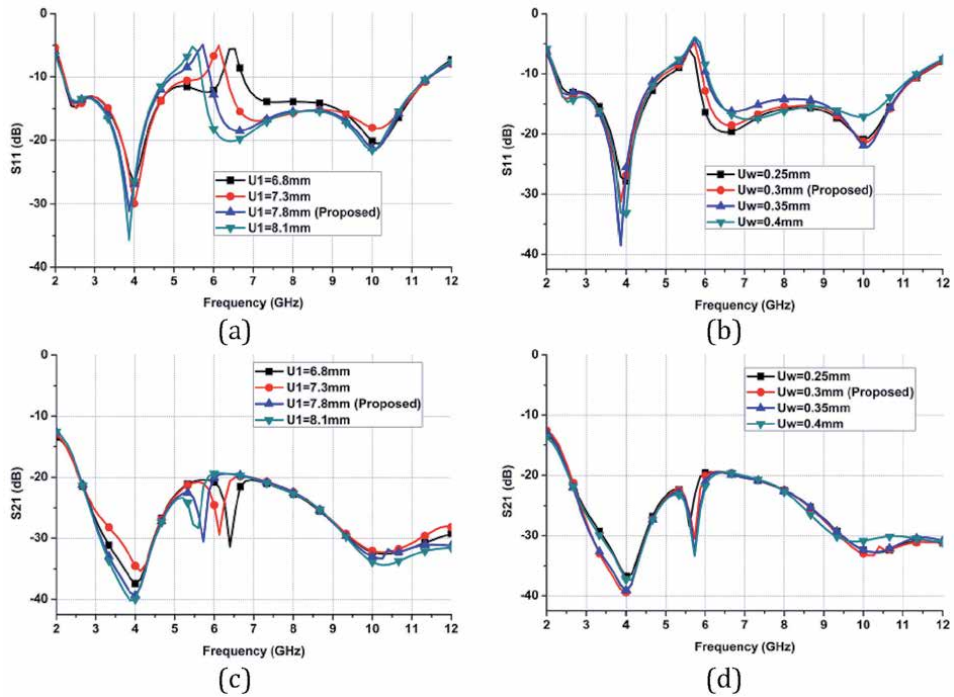 0
-10
-20
-30
-40
S11 (dB)
U1=6.8mm
U1=7.3mm
U1=7.8mm (Proposed)
U1=8.1mm
2 3 4 5 6 7 8 9 10 11 12
Frequency (GHz)
(a)
0
-10
-20
-30
-40
S11 (dB)
Uw=0.25mm
Uw=0.3mm (Proposed)
Uw=0.35mm
Uw=0.4mm
2 3 4 5 6 7 8 9 10 11 12
Frequency (GHz)
(b)
0
-10
-20
-30
-40
S21 (dB)
U1=6.8mm
U1=7.3mm
U1=7.8mm (Proposed)
U1=8.1mm
2 3 4 5 6 7 8 9 10 11 12
Frequency (GHz)
(c)
0
-10
-20
-30
-40
S21 (dB)
Uw=0.25mm
Uw=0.3mm (Proposed)
Uw=0.35mm
Uw=0.4mm
2 3 4 5 6 7 8 9 10 11 12
Frequency (GHz)
(d)